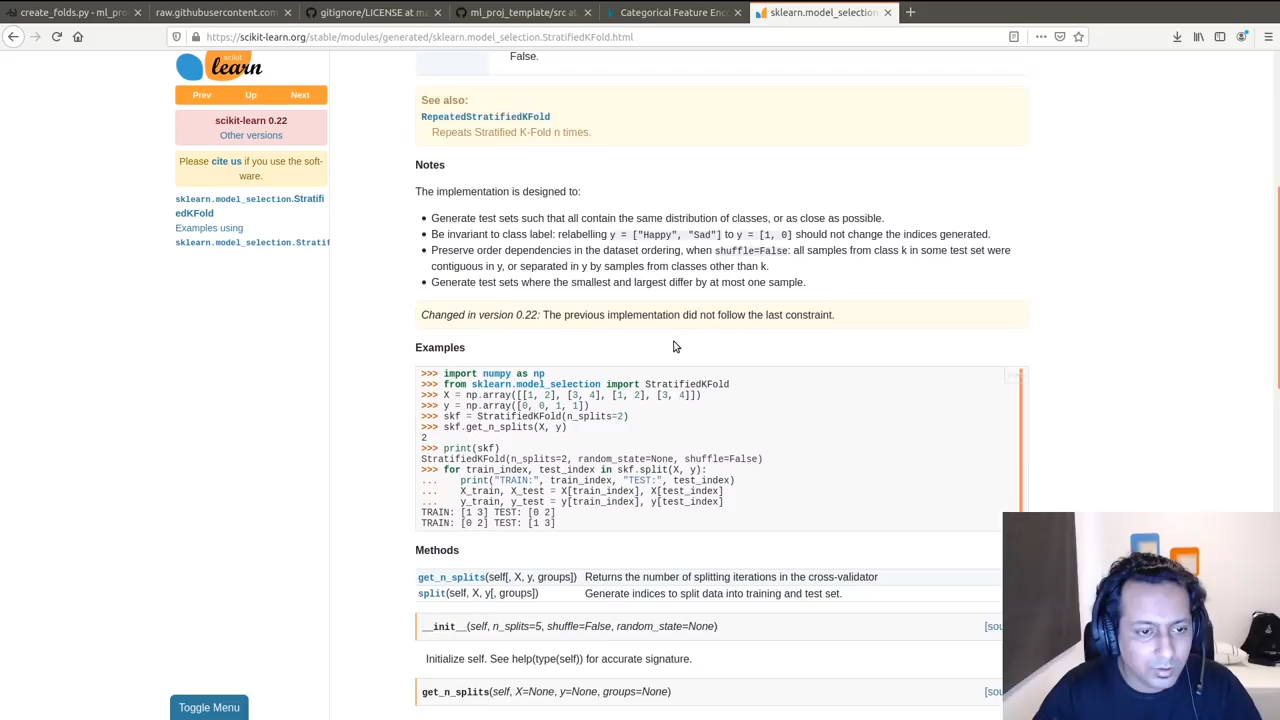 create_folds.py - ml_pro
raw.githubusercontent.com
gitignore/LICENSE at ma
ml_proj_template/src at
Categorical Feature Enc
sklearn.model_selection
https://scikit-learn.org/stable/modules/generated/sklearn.model_selection.StratifiedKFold.html
scikit
learn
Prev Up Next
scikit-learn 0.22
Other versions
Please cite us if you use the soft-
ware.
sklearn.model_selection.Stratifi
edKFold
Examples using
sklearn.model_selection.Stratif
False.
See also:
RepeatedStratifiedKFold
Repeats Stratified K-Fold n times.
Notes
The implementation is designed to:
• Generate test sets such that all contain the same distribution of classes, or as close as possible.
• Be invariant to class label: relabelling y = ["Happy", "Sad"] to y = [1, 0] should not change the indices generated.
• Preserve order dependencies in the dataset ordering, when shuffle=False: all samples from class k in some test set were
contiguous in y, or separated in y by samples from classes other than k.
• Generate test sets where the smallest and largest differ by at most one sample.
Changed in version 0.22: The previous implementation did not follow the last constraint.
Examples
>>> import numpy as np
>>> from sklearn.model_selection import StratifiedKFold
>>> X = np.array([[1, 2], [3, 4], [1, 2], [3, 4]])
>>> y = np.array([0, 0, 1, 1])
>>> skf = StratifiedKFold(n_splits=2)
>>> skf.get_n_splits(X, y)
2
>>> print(skf)
StratifiedKFold(n_splits=2, random_state=None, shuffle=False)
>>> for train_index, test_index in skf.split(X, y):
... print("TRAIN:", train_index, "TEST:", test_index)
... X_train, X_test = X[train_index], X[test_index]
... y_train, y_test = y[train_index], y[test_index]
TRAIN: [1 3] TEST: [0 2]
TRAIN: [0 2] TEST: [1 3]
Methods
get_n_splits(self[, X, y, groups]) Returns the number of splitting iterations in the cross-validator
split(self, X, y[, groups]) Generate indices to split data into training and test set.
__init__(self, n_splits=5, shuffle=False, random_state=None) [sou
Initialize self. See help(type(self)) for accurate signature.
get_n_splits(self, X=None, y=None, groups=None) [sou
Toggle Menu